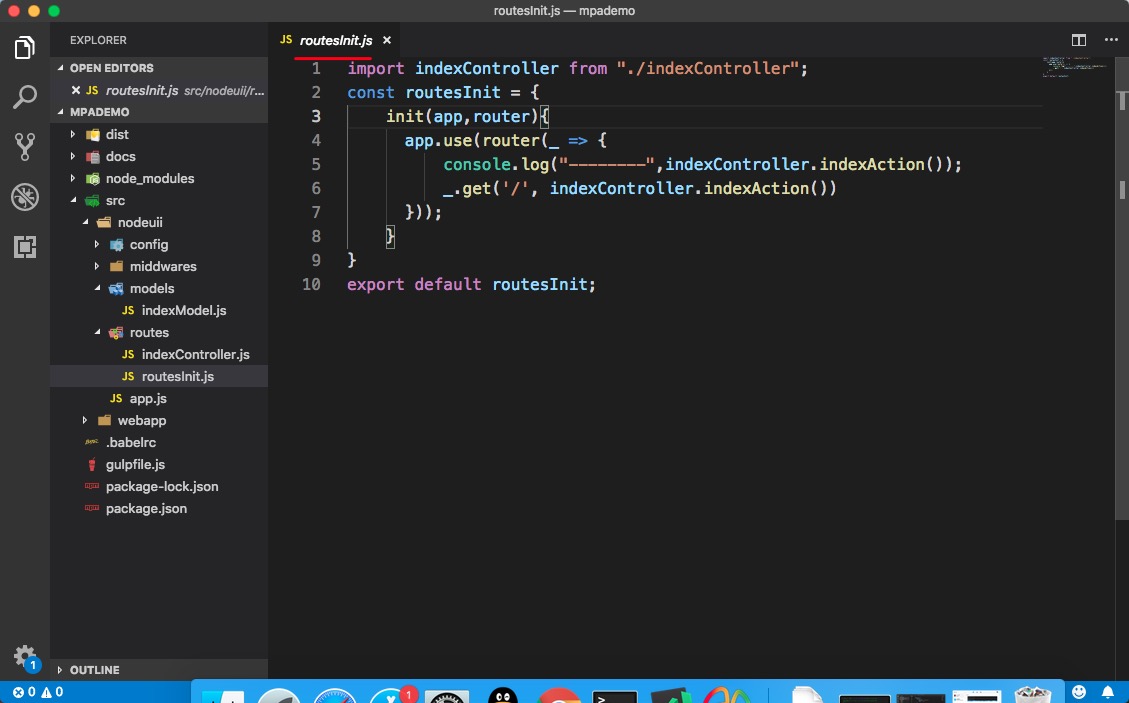 routesInit.js — mpademo
EXPLORER
OPEN EDITORS
JS routesInit.js src/nodeuii/r...
MPADEMO
dist
docs
node_modules
src
nodeuii
config
middwares
models
JS indexModel.js
routes
JS indexController.js
JS routesInit.js
JS app.js
webapp
.babelrc
gulpfile.js
package-lock.json
package.json
OUTLINE
JS routesInit.js
1 import indexController from "./indexController";
2 const routesInit = {
3 init(app,router){
4 app.use(router(_ => {
5 console.log("--------",indexController.indexAction());
6 _.get('/', indexController.indexAction())
7 }));
8 }
9 }
10 export default routesInit;
1
0 0
1